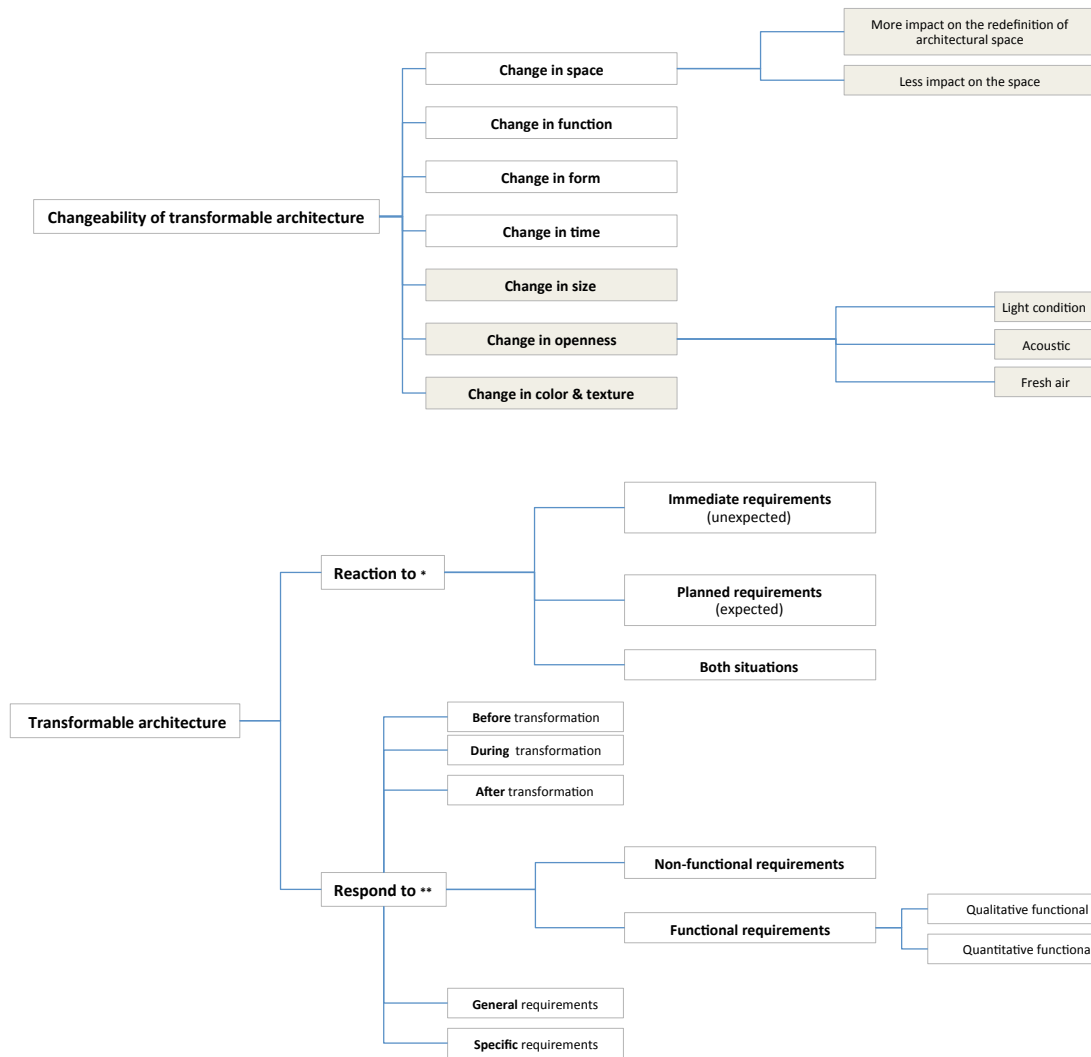 More impact on the redefinition of
architectural space
Change in space
Less impact on the space
Change in function
Change in form
Changeability of transformable architecture
Change in time
Change in size
Light condition
Change in openness
Acoustic
Fresh air
Change in color & texture
Immediate requirements
(unexpected)
Reaction to *
Planned requirements
(expected)
Both situations
Transformable architecture
Before transformation
During transformation
After transformation
Non-functional requirements
Respond to **
Qualitative functional
Functional requirements
Quantitative functional
General requirements
Specific requirements